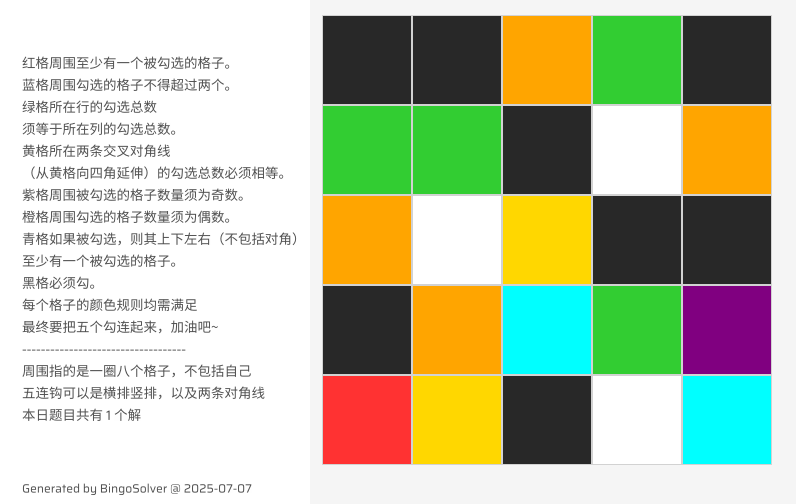 红格周围至少有一个被勾选的格子。
蓝格周围勾选的格子不得超过两个。
绿格所在行的勾选总数
须等于所在列的勾选总数。
黄格所在两条交叉对角线
（从黄格向四角延伸）的勾选总数必须相等。
紫格周围被勾选的格子数量须为奇数。
橙格周围勾选的格子数量须为偶数。
青格如果被勾选，则其上下左右（不包括对角）
至少有一个被勾选的格子。
黑格必须勾。
每个格子的颜色规则均需满足
最终要把五个勾连起来，加油吧~
-----------------------------------
周围指的是一圈八个格子，不包括自己
五连钩可以是横排竖排，以及两条对角线
本日题目共有1个解
Generated by BingoSolver @ 2025-07-07